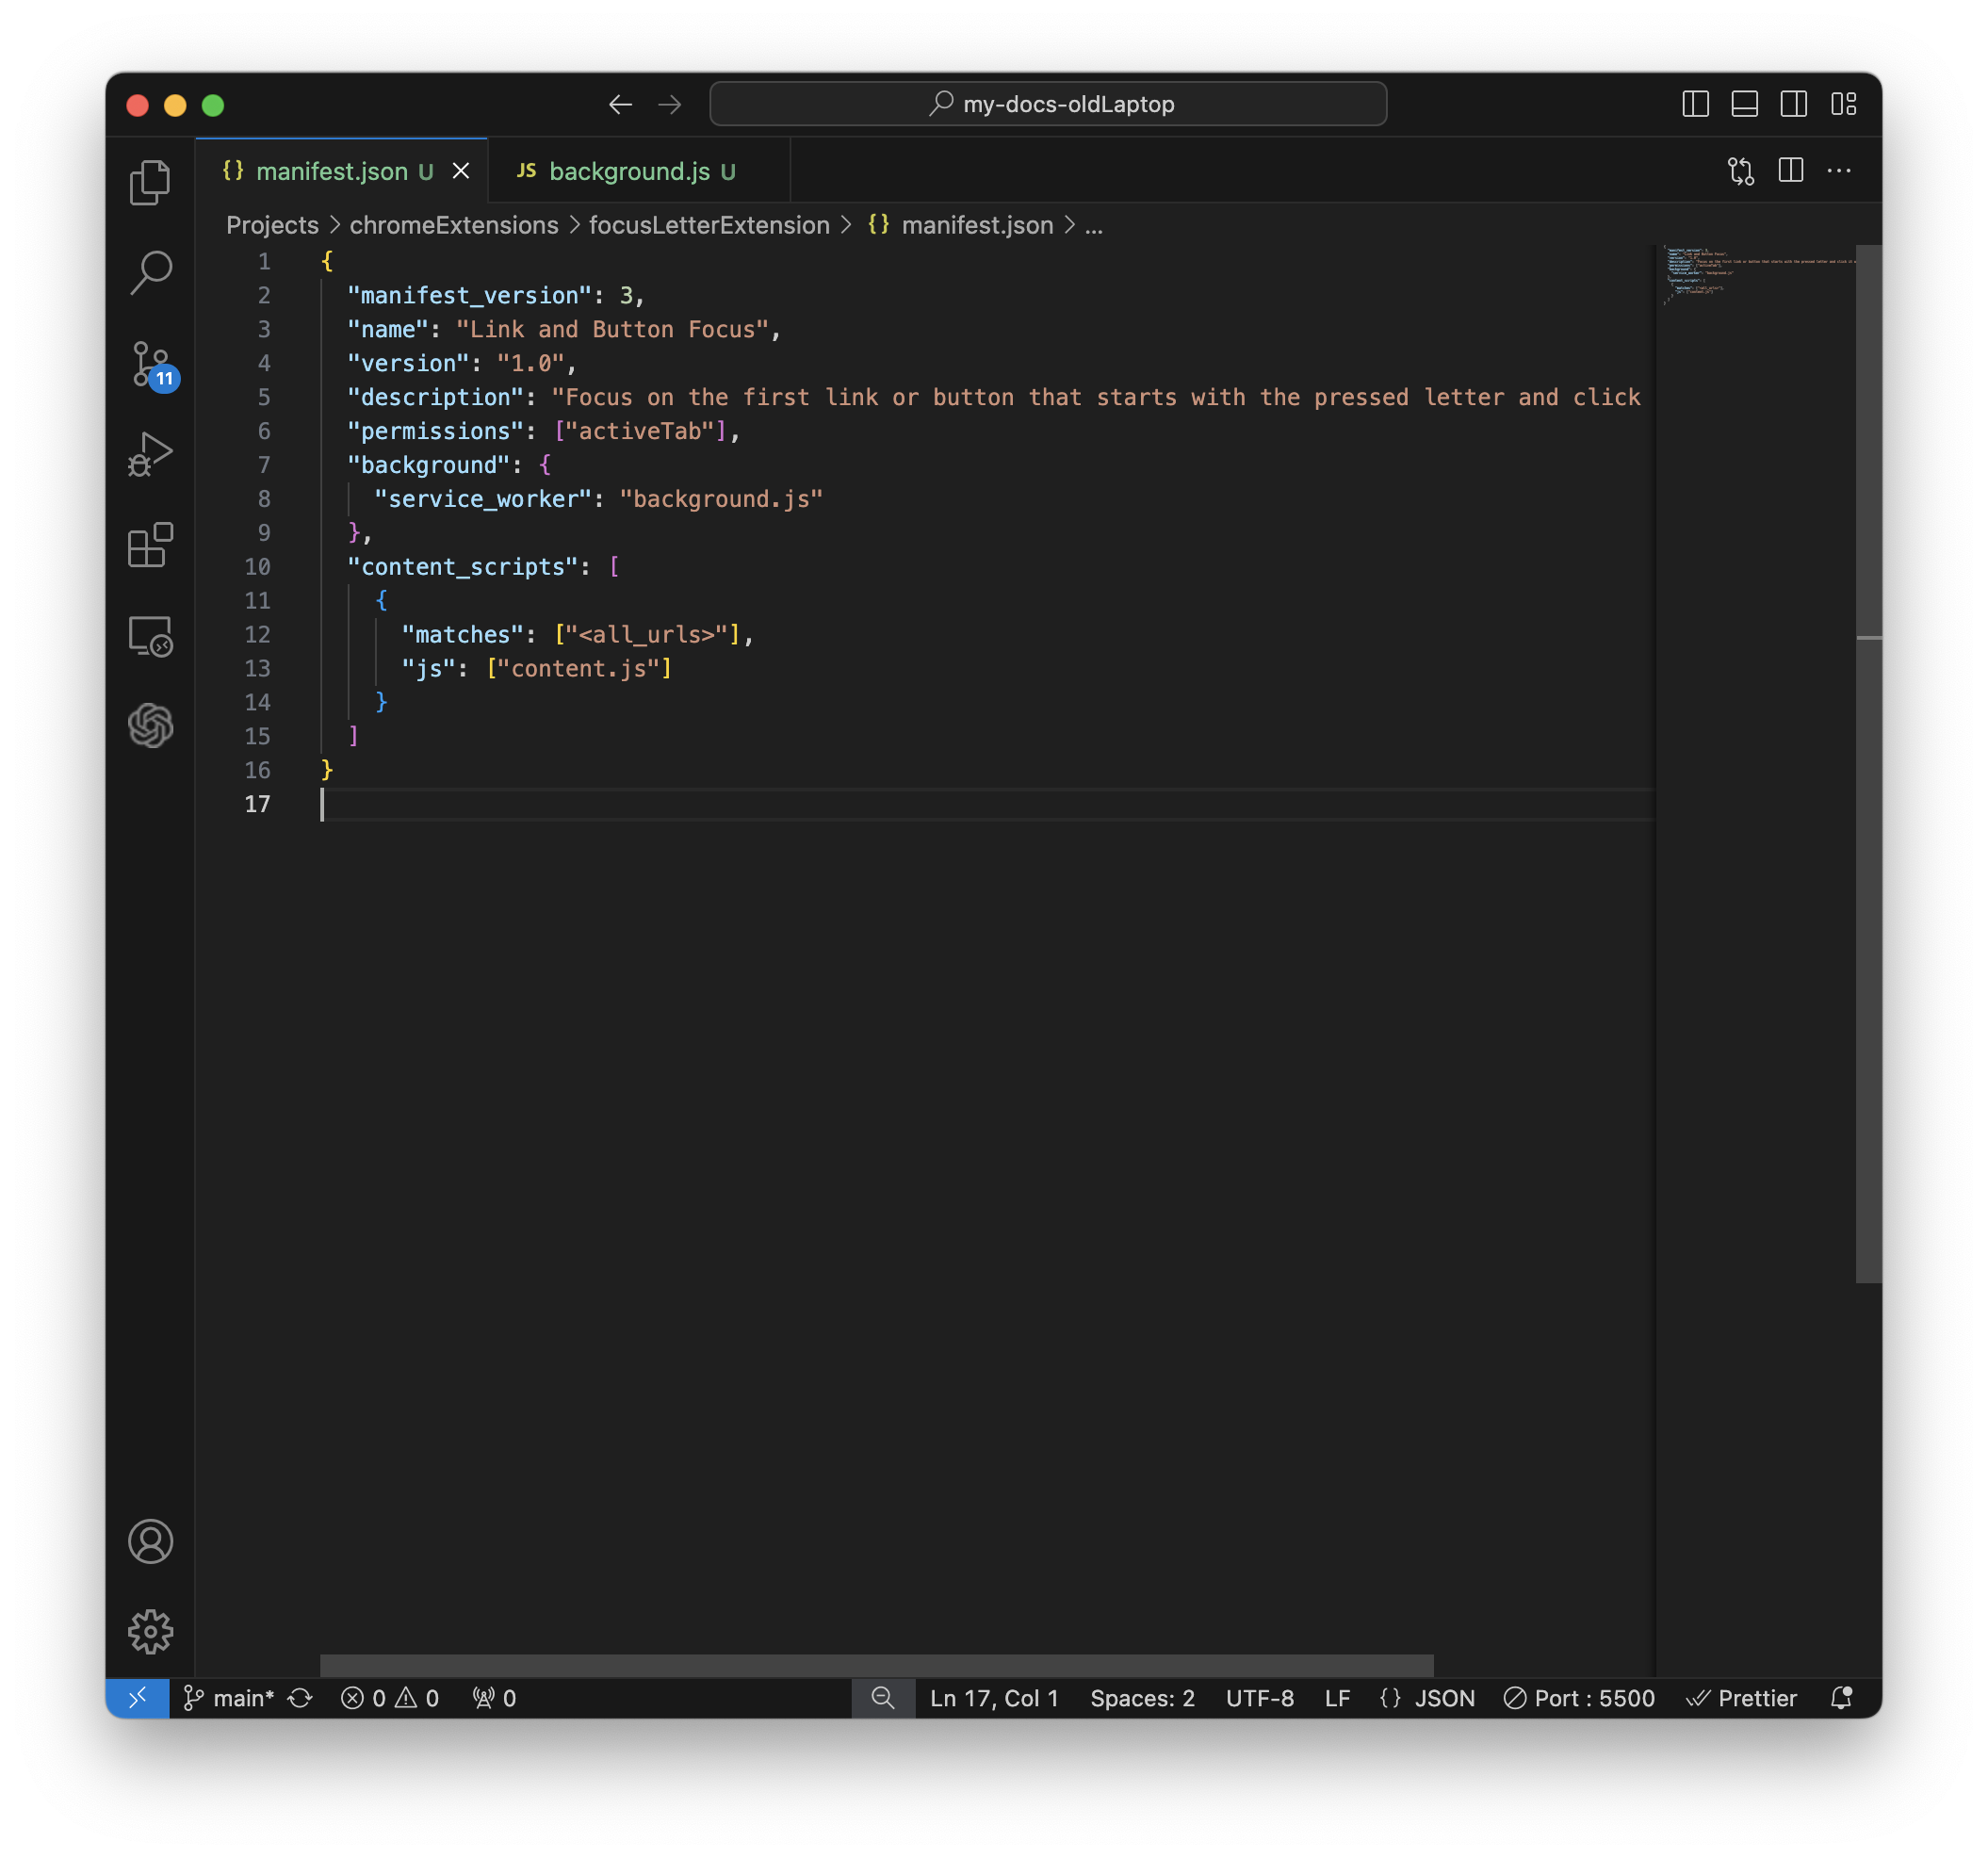 my-docs-oldLaptop
{} manifest.json U
JS background.js U
Projects > chromeExtensions > focusLetterExtension > {} manifest.json > ...
1 {
2 "manifest_version": 3,
3 "name": "Link and Button Focus",
4 "version": "1.0",
5 "description": "Focus on the first link or button that starts with the pressed letter and click
6 "permissions": ["activeTab"],
7 "background": {
8 "service_worker": "background.js"
9 },
10 "content_scripts": [
11 {
12 "matches": ["<all_urls>"],
13 "js": ["content.js"]
14 }
15 ]
16 }
17
11
main* 0 0 0 Ln 17, Col 1 Spaces: 2 UTF-8 LF {} JSON Port : 5500 Prettier